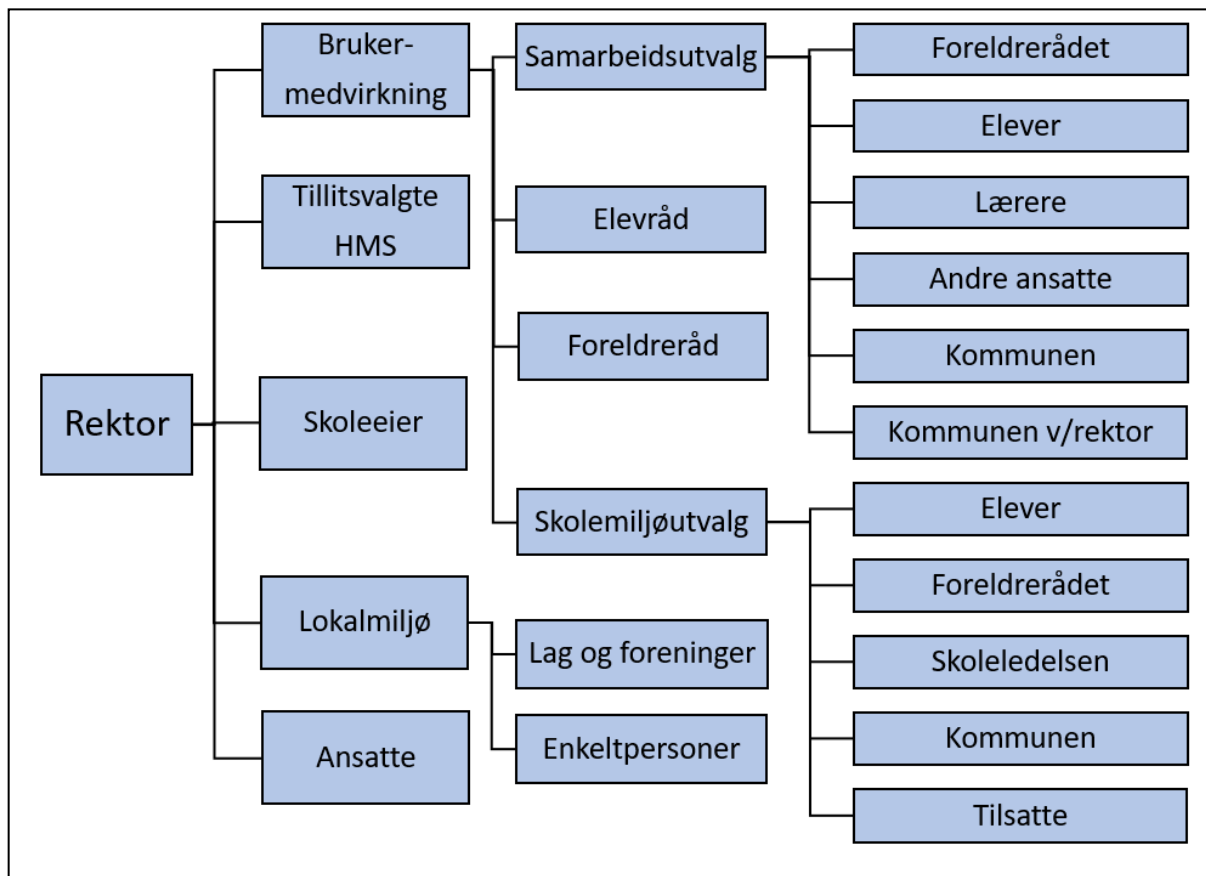 Rektor
Bruker-
medvirkning
Tillitsvalgte
HMS
Skoleeier
Lokalmiljø
Ansatte
Samarbeidsutvalg
Elevråd
Foreldreråd
Skolemiljøutvalg
Lag og foreninger
Enkeltpersoner
Foreldrerådet
Elever
Lærere
Andre ansatte
Kommunen
Kommunen v/rektor
Elever
Foreldrerådet
Skoleledelsen
Kommunen
Tilsatte